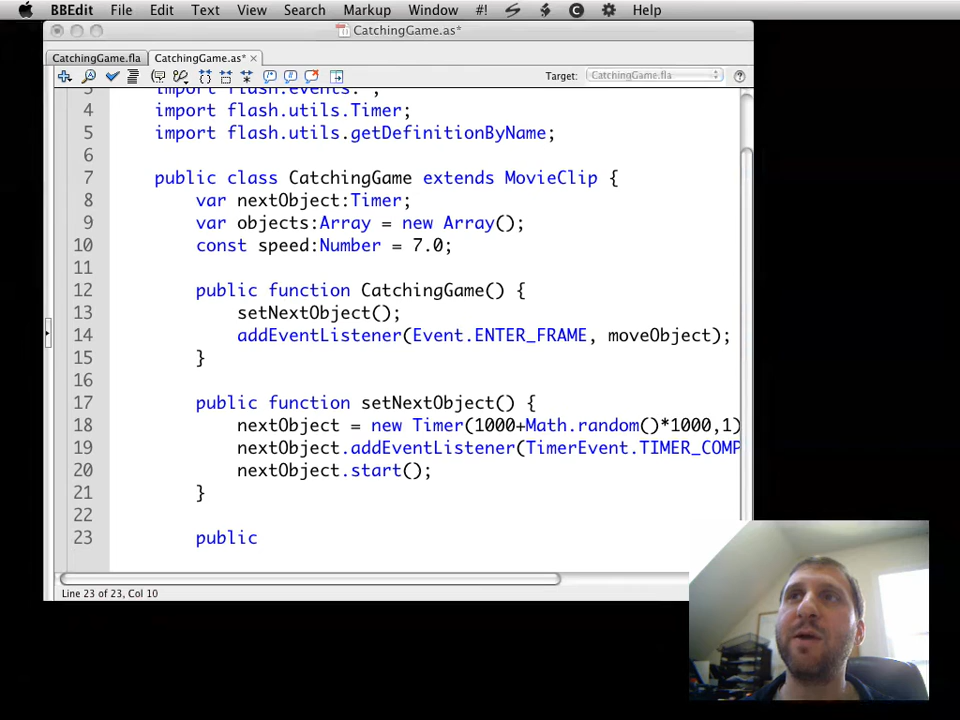 BBEdit File Edit Text View Search Markup Window #! Help
CatchingGame.as*
CatchingGame.fla CatchingGame.as* ×
Target: CatchingGame.fla
3 import flash.events.
4 import flash.utils.Timer;
5 import flash.utils.getDefinitionByName;
6
7 public class CatchingGame extends MovieClip {
8 var nextObject:Timer;
9 var objects:Array = new Array();
10 const speed:Number = 7.0;
11
12 public function CatchingGame() {
13 setNextObject();
14 addEventListener(Event.ENTER_FRAME, moveObject);
15 }
16
17 public function setNextObject() {
18 nextObject = new Timer(1000+Math.random()*1000,1)
19 nextObject.addEventListener(TimerEvent.TIMER_COMP
20 nextObject.start();
21 }
22
23 public
Line 23 of 23, Col 10